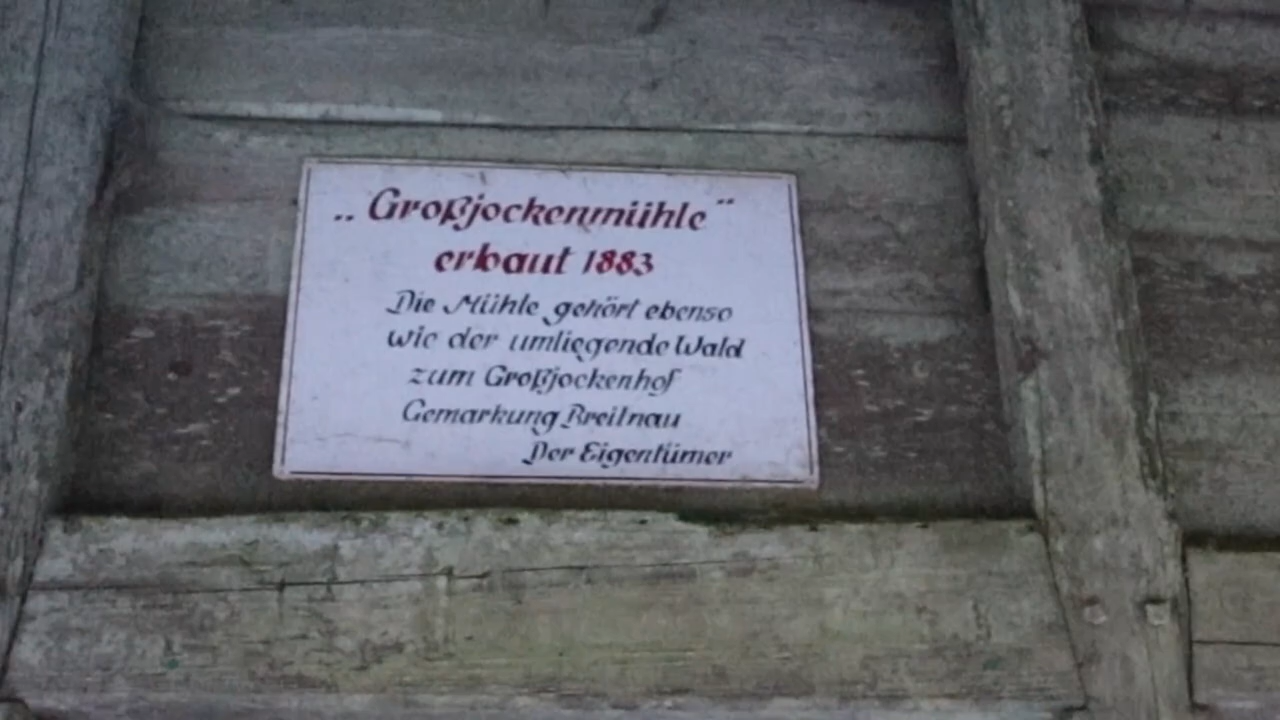 „Großjockenmühle“
erbaut 1883
Die Mühle gehört ebenso
wie der umliegende Wald
zum Großjockenhof
Gemarkung Breitnau
Der Eigentümer